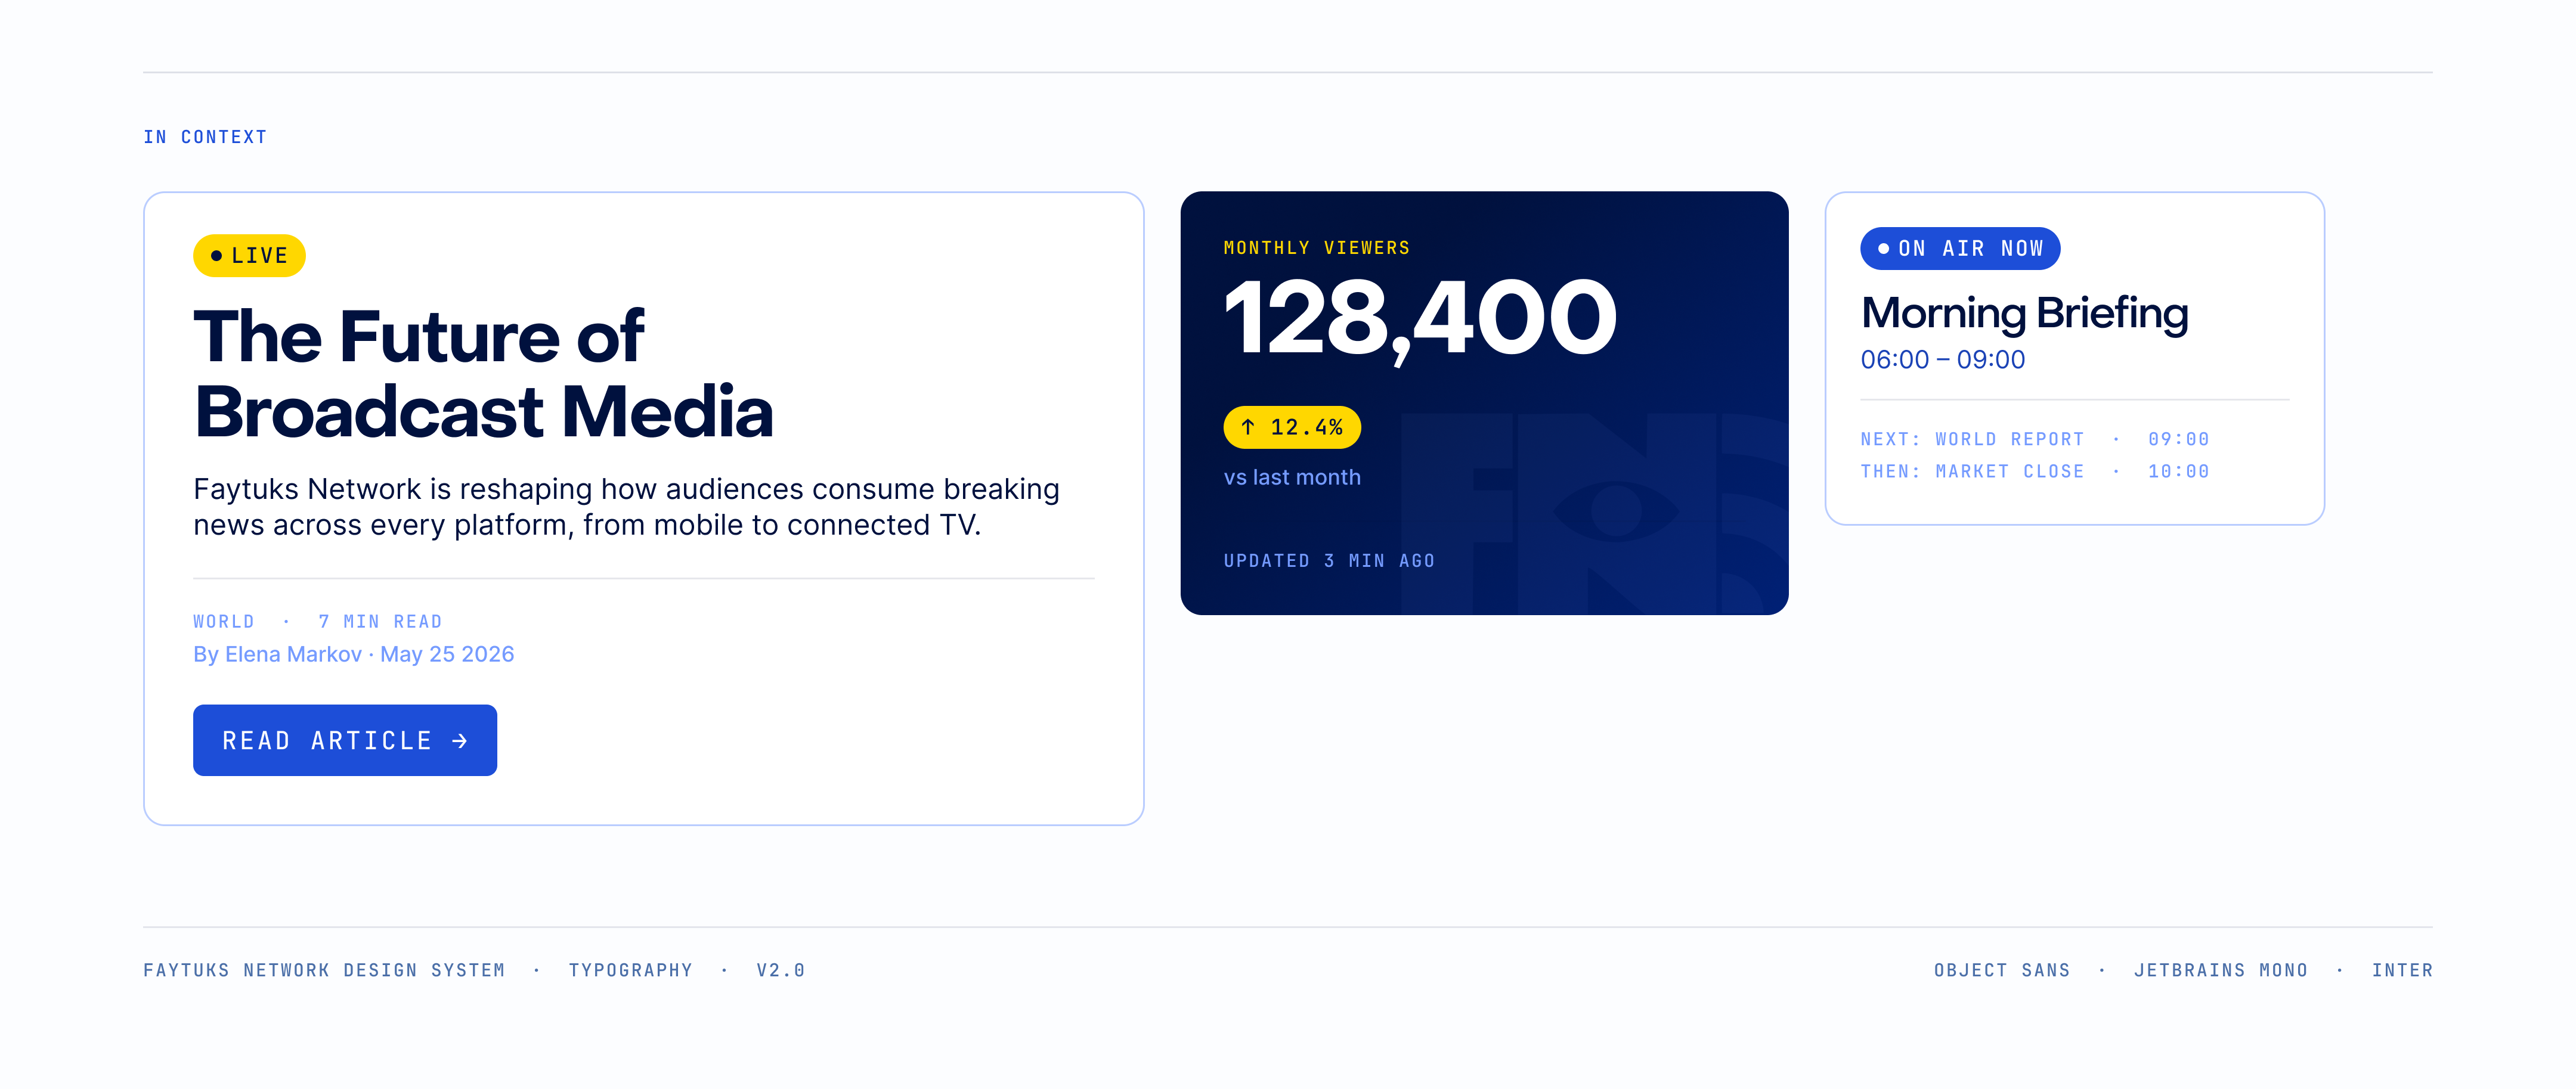 IN CONTEXT
● LIVE
The Future of
Broadcast Media
Faytuks Network is reshaping how audiences consume breaking
news across every platform, from mobile to connected TV.
WORLD · 7 MIN READ
By Elena Markov · May 25 2026
READ ARTICLE →
MONTHLY VIEWERS
128,400
↑ 12.4%
vs last month
UPDATED 3 MIN AGO
FNS
● ON AIR NOW
Morning Briefing
06:00 – 09:00
NEXT: WORLD REPORT · 09:00
THEN: MARKET CLOSE · 10:00
FAYTUKS NETWORK DESIGN SYSTEM · TYPOGRAPHY · V2.0
OBJECT SANS · JETBRAINS MONO · INTER